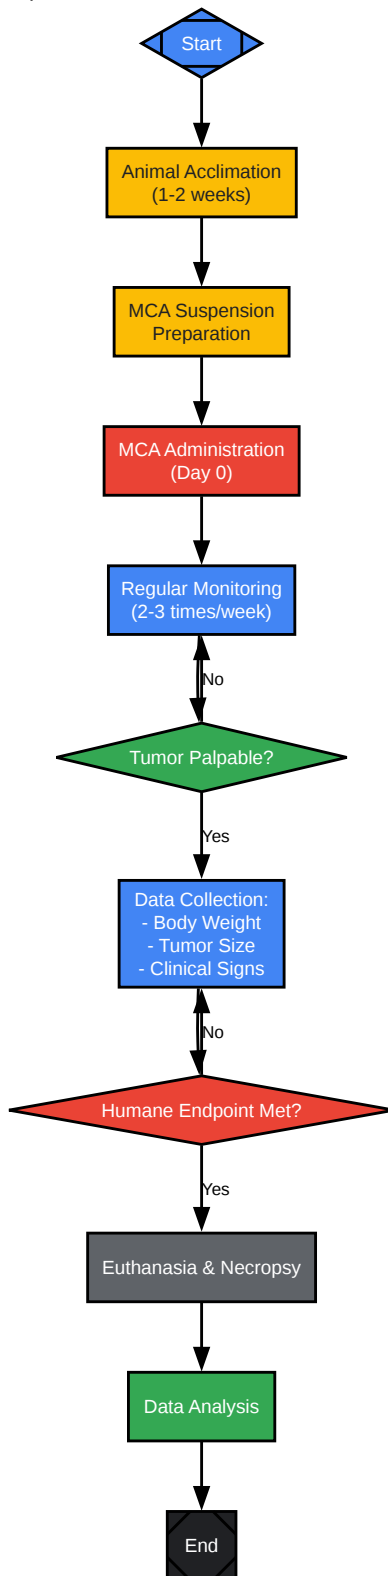 Start
Animal Acclimation
(1-2 weeks)
MCA Suspension
Preparation
MCA Administration
(Day 0)
Regular Monitoring
(2-3 times/week)
No
Tumor Palpable?
Yes
Data Collection:
- Body Weight
- Tumor Size
- Clinical Signs
No
Humane Endpoint Met?
Yes
Euthanasia & Necropsy
Data Analysis
End